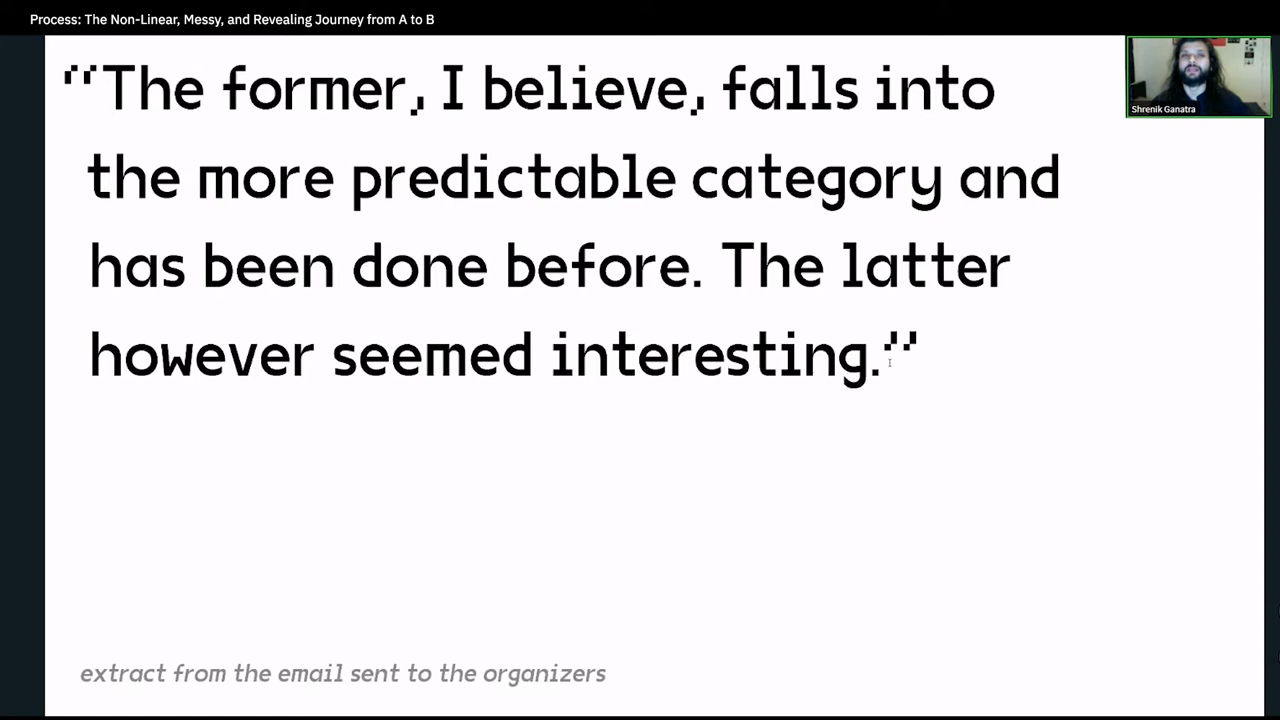 Process: The Non-Linear, Messy, and Revealing Journey from A to B
Shrenik Ganatra
"The former, I believe, falls into
the more predictable category and
has been done before. The latter
however seemed interesting."
extract from the email sent to the organizers